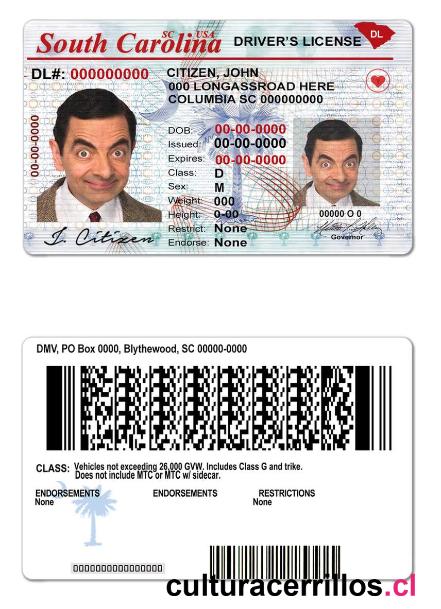 South Carolina SC USA DRIVER'S LICENSE DL
DL#: 000000000 CITIZEN, JOHN
000 LONGASSROAD HERE
COLUMBIA SC 000000000
00-00-0000
DOB: 00-00-0000
Issued: 00-00-0000
Expires: 00-00-0000
Class: D
Sex: M
Weight: 000
Height: 0-00
Restrict: None
Endorse: None
00000 O 0
Governor
J. Citizen
DMV, PO Box 0000, Blythewood, SC 00000-0000
CLASS: Vehicles not exceeding 26,000 GVW. Includes Class G and trike.
Does not include MTC or MTC w/ sidecar.
ENDORSEMENTS ENDORSEMENTS RESTRICTIONS
None None
0000000000000000
culturacerrillos.cl